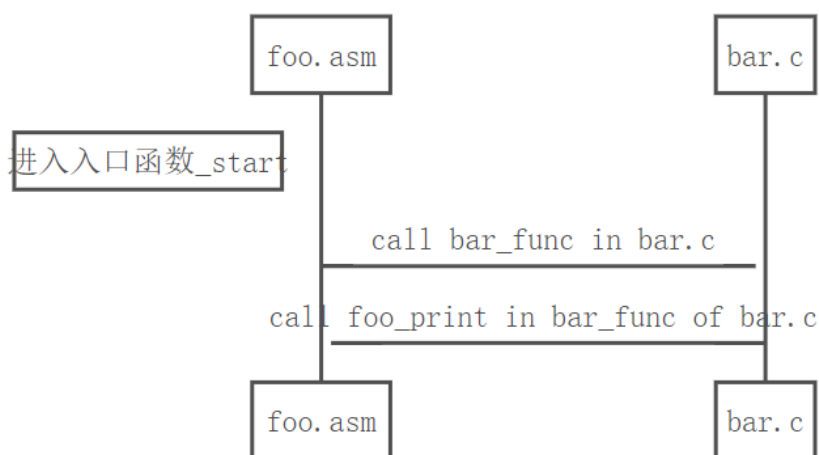 foo.asm
bar.c
进入入口函数_start
call bar_func in bar.c
call foo_print in bar_func of bar.c
foo.asm
bar.c